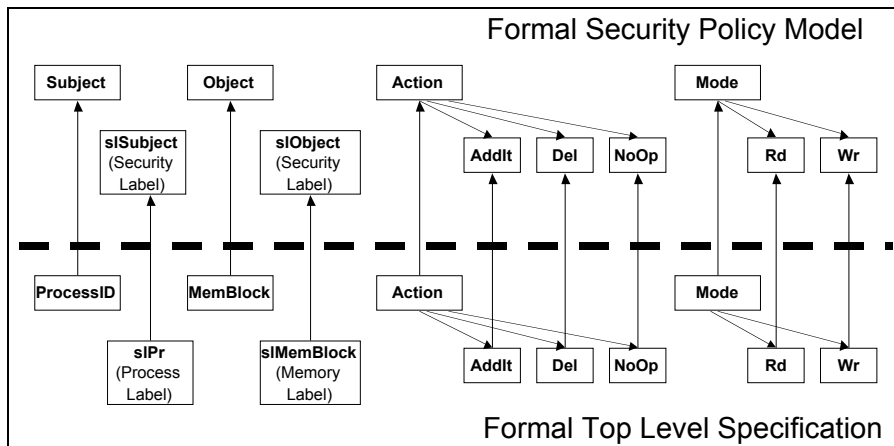 Formal Security Policy Model
Subject
Object
Action
Mode
slSubject
(Security
Label)
slObject
(Security
Label)
AddIt
Del
NoOp
Rd
Wr
ProcessID
MemBlock
Action
Mode
slPr
(Process
Label)
slMemBlock
(Memory
Label)
AddIt
Del
NoOp
Rd
Wr
Formal Top Level Specification